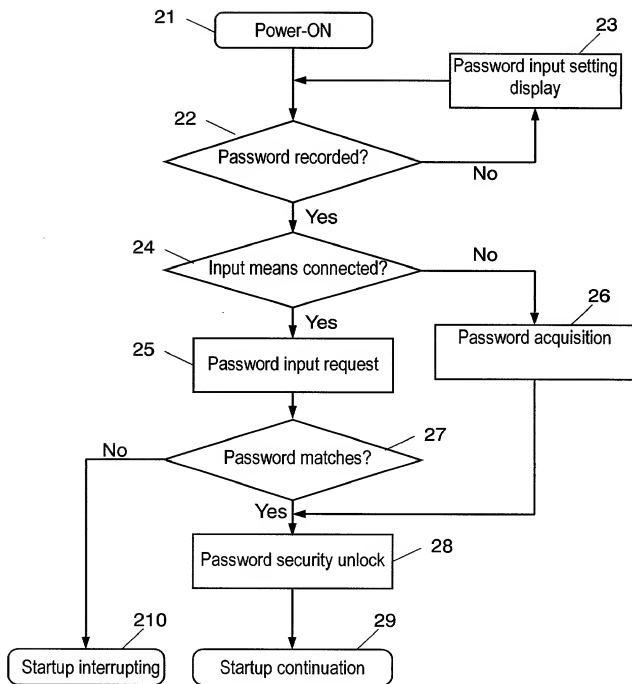 21
Power-ON
23
Password input setting
display
22
Password recorded?
No
Yes
24
Input means connected?
No
26
Yes
Password acquisition
25
Password input request
27
No
Password matches?
Yes
Password security unlock
28
210
29
Startup interrupting
Startup continuation